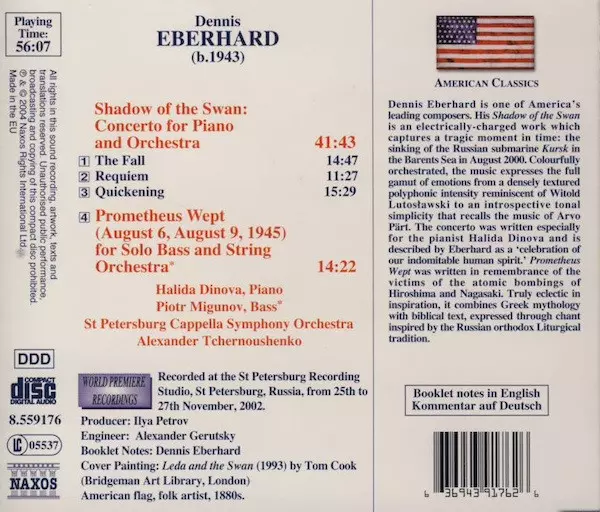 Playing
Time:
56:07
All rights in this sound recording, artwork, texts and
translations reserved. Unauthorised public performance,
broadcasting and copying of this compact disc prohibited.
℗ & © 2004 Naxos Rights International Ltd.
Made in the EU
DDD
COMPACT
disc
DIGITAL AUDIO
8.559176
LC 05537
NAXOS
Dennis
EBERHARD
(b.1943)
Shadow of the Swan:
Concerto for Piano
and Orchestra 41:43
1 The Fall 14:47
2 Requiem 11:27
3 Quickening 15:29
4 Prometheus Wept
(August 6, August 9, 1945)
for Solo Bass and String
Orchestra* 14:22
Halida Dinova, Piano
Piotr Migunov, Bass*
St Petersburg Cappella Symphony Orchestra
Alexander Tchernoushenko
WORLD PREMIERE
RECORDINGS
Recorded at the St Petersburg Recording
Studio, St Petersburg, Russia, from 25th to
27th November, 2002.
Producer: Ilya Petrov
Engineer: Alexander Gerutsky
Booklet Notes: Dennis Eberhard
Cover Painting: Leda and the Swan (1993) by Tom Cook
(Bridgeman Art Library, London)
American flag, folk artist, 1880s.
AMERICAN CLASSICS
Dennis Eberhard is one of America's
leading composers. His Shadow of the Swan
is an electrically-charged work which
captures a tragic moment in time: the
sinking of the Russian submarine Kursk in
the Barents Sea in August 2000. Colourfully
orchestrated, the music expresses the full
gamut of emotions from a densely textured
polyphonic intensity reminiscent of Witold
Lutosławski to an introspective tonal
simplicity that recalls the music of Arvo
Pärt. The concerto was written especially
for the pianist Halida Dinova and is
described by Eberhard as a 'celebration of
our indomitable human spirit.' Prometheus
Wept was written in remembrance of the
victims of the atomic bombings of
Hiroshima and Nagasaki. Truly eclectic in
inspiration, it combines Greek mythology
with biblical text, expressed through chant
inspired by the Russian orthodox Liturgical
tradition.
Booklet notes in English
Kommentar auf Deutsch
6 36943 91762 6